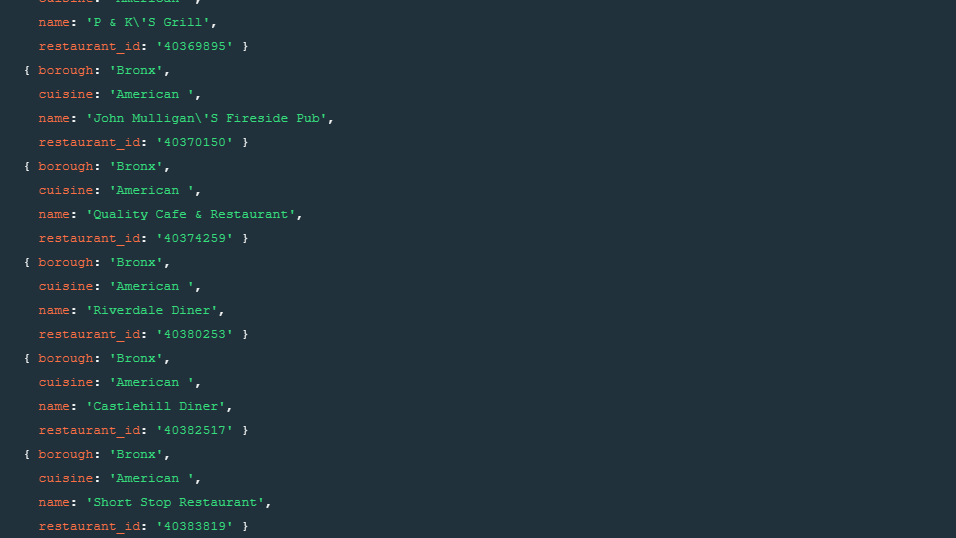 cuisine: 'American ',
name: 'P & K\'S Grill',
restaurant_id: '40369895' }
{ borough: 'Bronx',
cuisine: 'American ',
name: 'John Mulligan\'S Fireside Pub',
restaurant_id: '40370150' }
{ borough: 'Bronx',
cuisine: 'American ',
name: 'Quality Cafe & Restaurant',
restaurant_id: '40374259' }
{ borough: 'Bronx',
cuisine: 'American ',
name: 'Riverdale Diner',
restaurant_id: '40380253' }
{ borough: 'Bronx',
cuisine: 'American ',
name: 'Castlehill Diner',
restaurant_id: '40382517' }
{ borough: 'Bronx',
cuisine: 'American ',
name: 'Short Stop Restaurant',
restaurant_id: '40383819' }